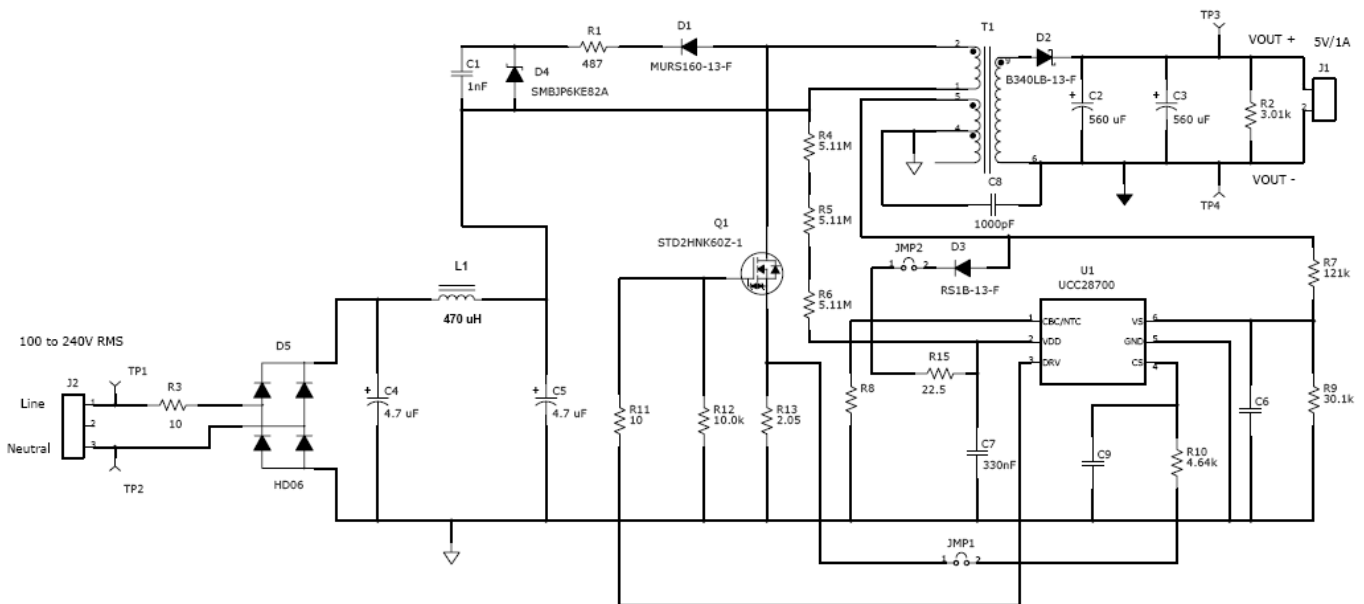 R1
487
D1
MURS160-13-F
C1
1nF
D4
SMBJP6KE82A
T1
2
1
5
4
9
6
D2
B340LB-13-F
TP3
VOUT +
5V/1A
J1
2
+
C2
560 uF
+
C3
560 uF
R2
3.01k
VOUT -
TP4
C8
1000pF
R4
5.11M
R5
5.11M
R6
5.11M
Q1
STD2HNK60Z-1
JMP2
1
2
D3
RS1B-13-F
U1
UCC28700
1
CBC/NTC
2
VDD
3
DRV
VS
6
GND
5
CS
4
R7
121k
R9
30.1k
C6
R15
22.5
R8
C7
330nF
C9
R10
4.64k
L1
470 uH
100 to 240V RMS
D5
J2
TP1
R3
10
Line
1
2
3
Neutral
TP2
HD06
+
C4
4.7 uF
+
C5
4.7 uF
R11
10
R12
10.0k
R13
2.05
JMP1
1
2